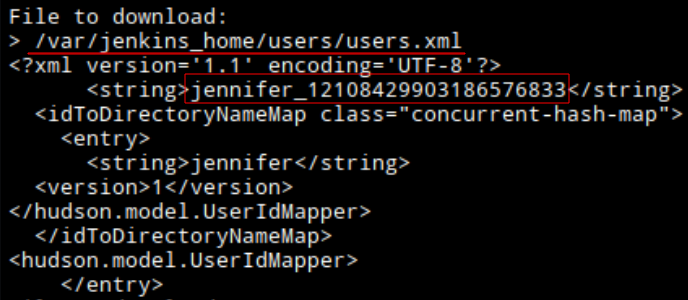 File to download:
> /var/jenkins_home/users/users.xml
<?xml version='1.1' encoding='UTF-8'?>
<string>jennifer_12108429903186576833</string>
<idToDirectoryNameMap class="concurrent-hash-map">
<entry>
<string>jennifer</string>
<version>1</version>
</hudson.model.UserIdMapper>
</idToDirectoryNameMap>
<hudson.model.UserIdMapper>
</entry>